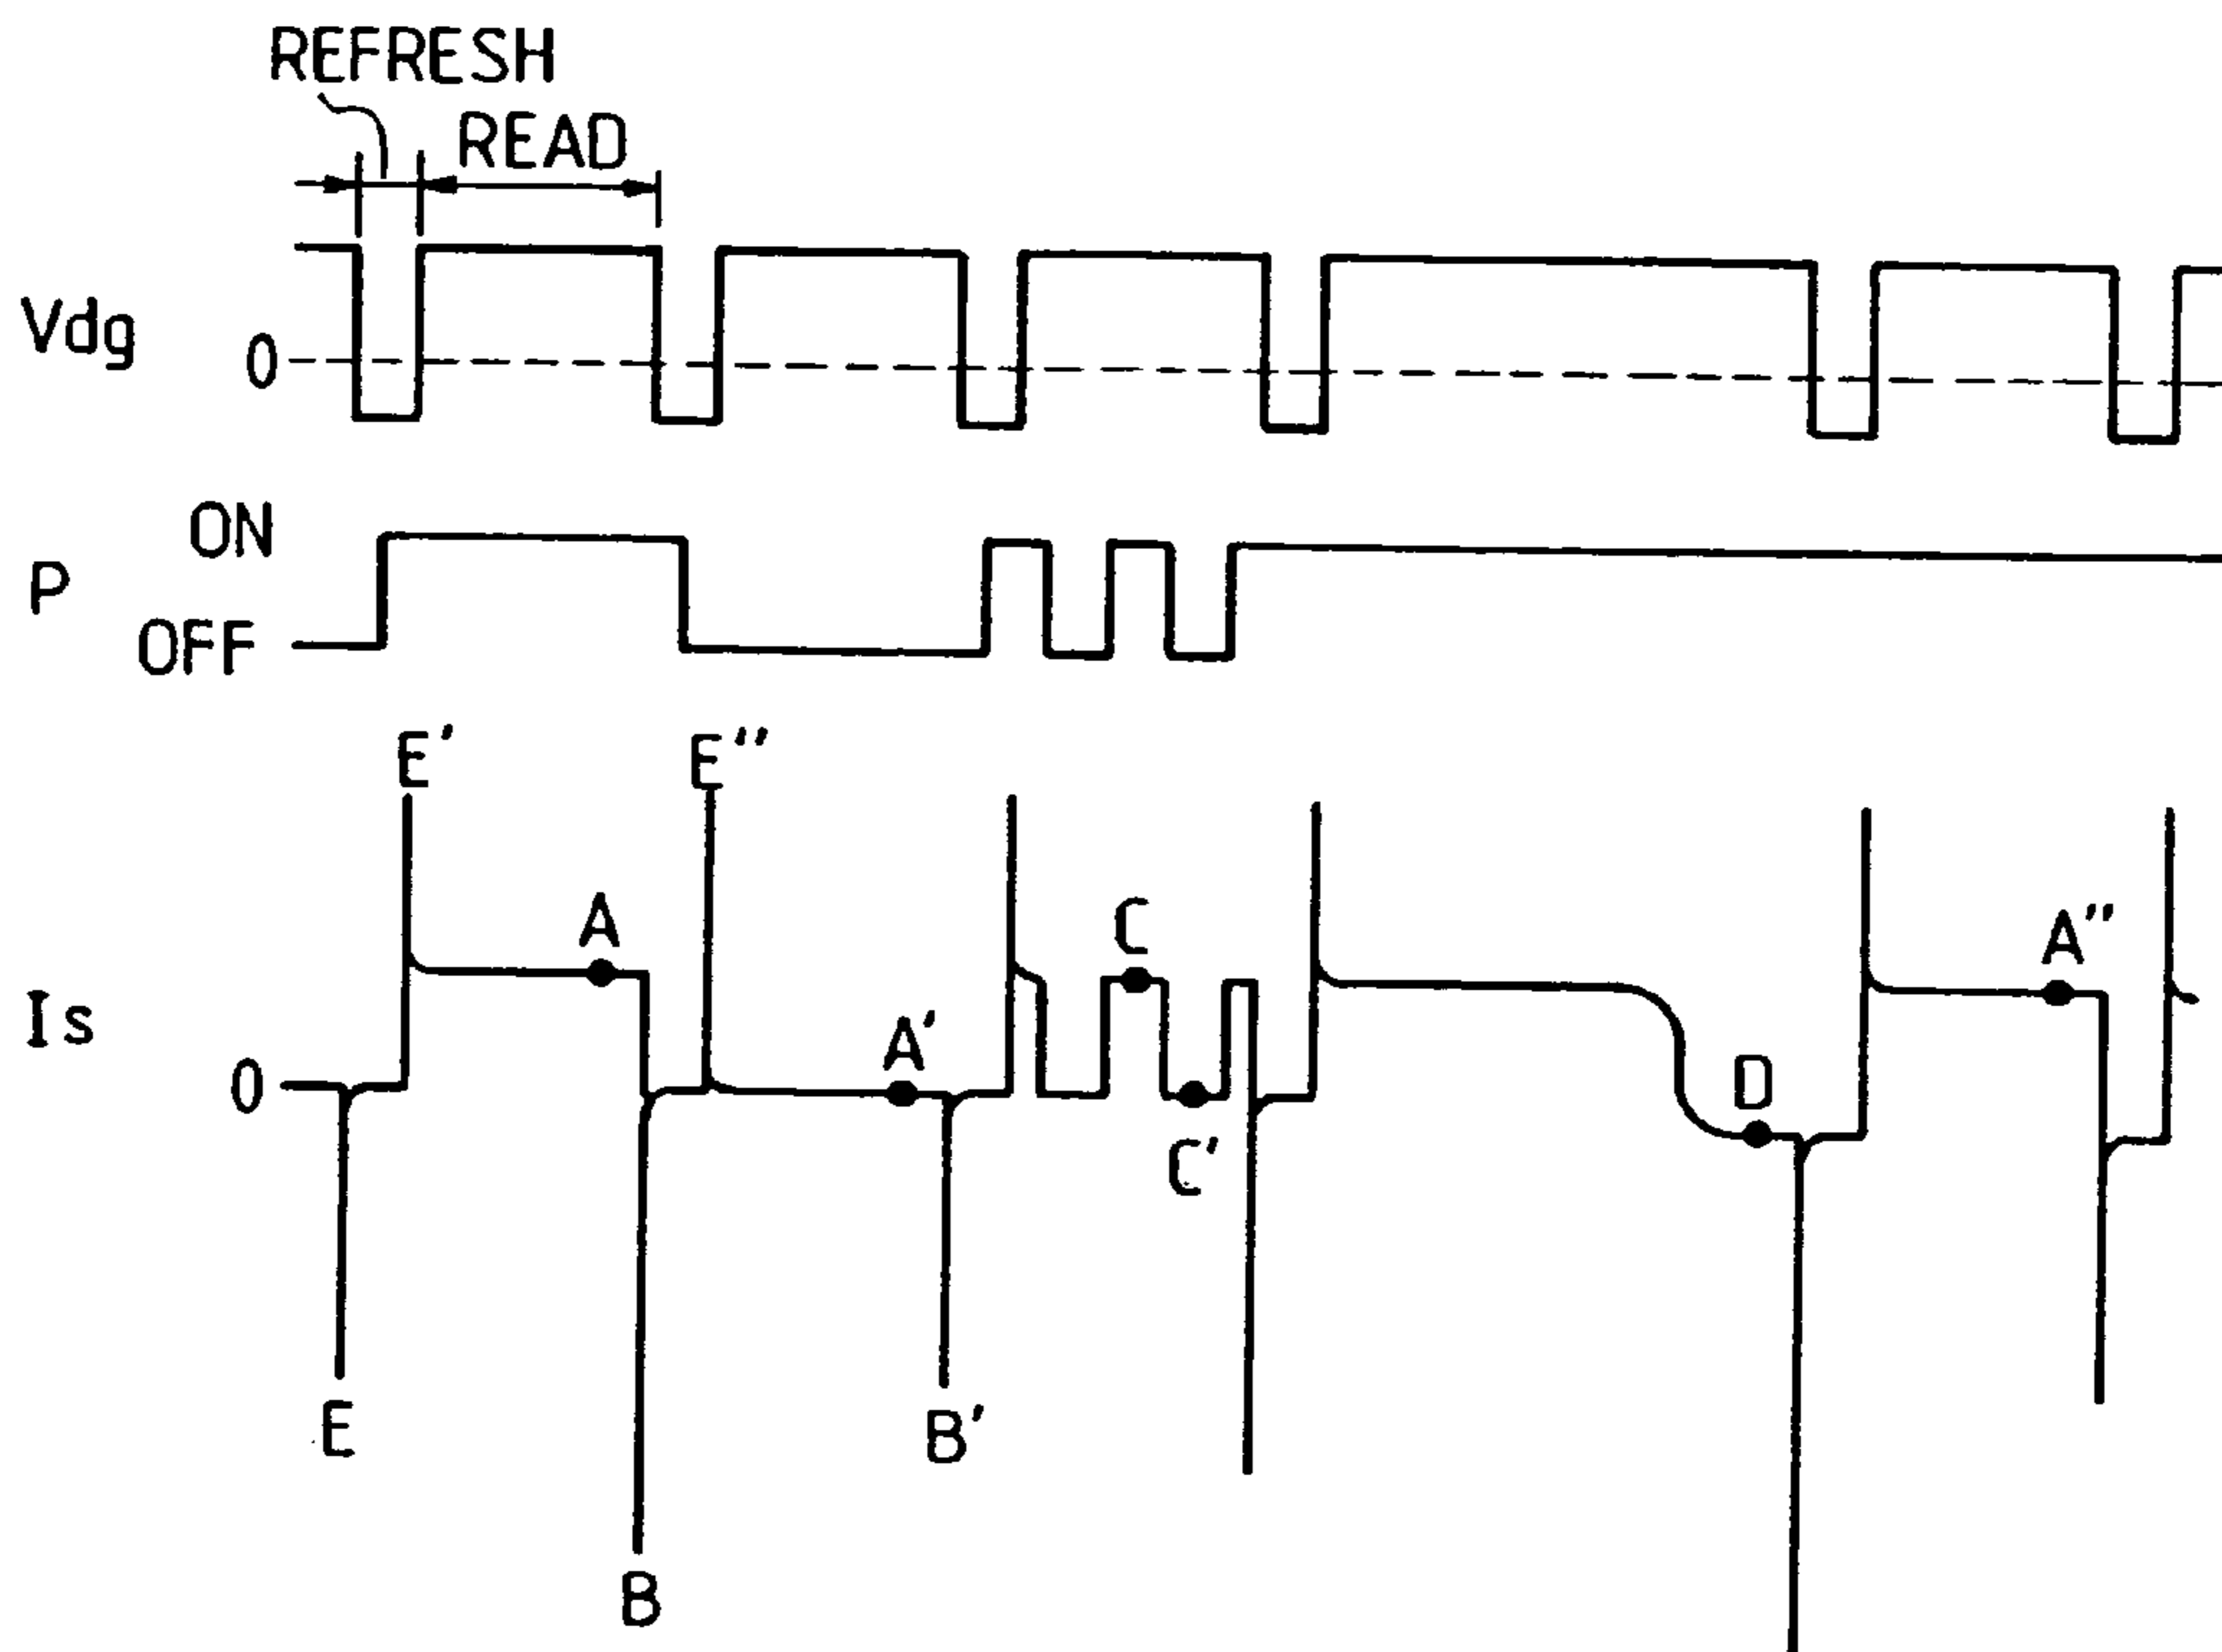 REFRESH
READ
Vdg
0
ON
P
OFF
E'
E''
A
C
A''
A'
Is
0
D
C'
E
B'
B